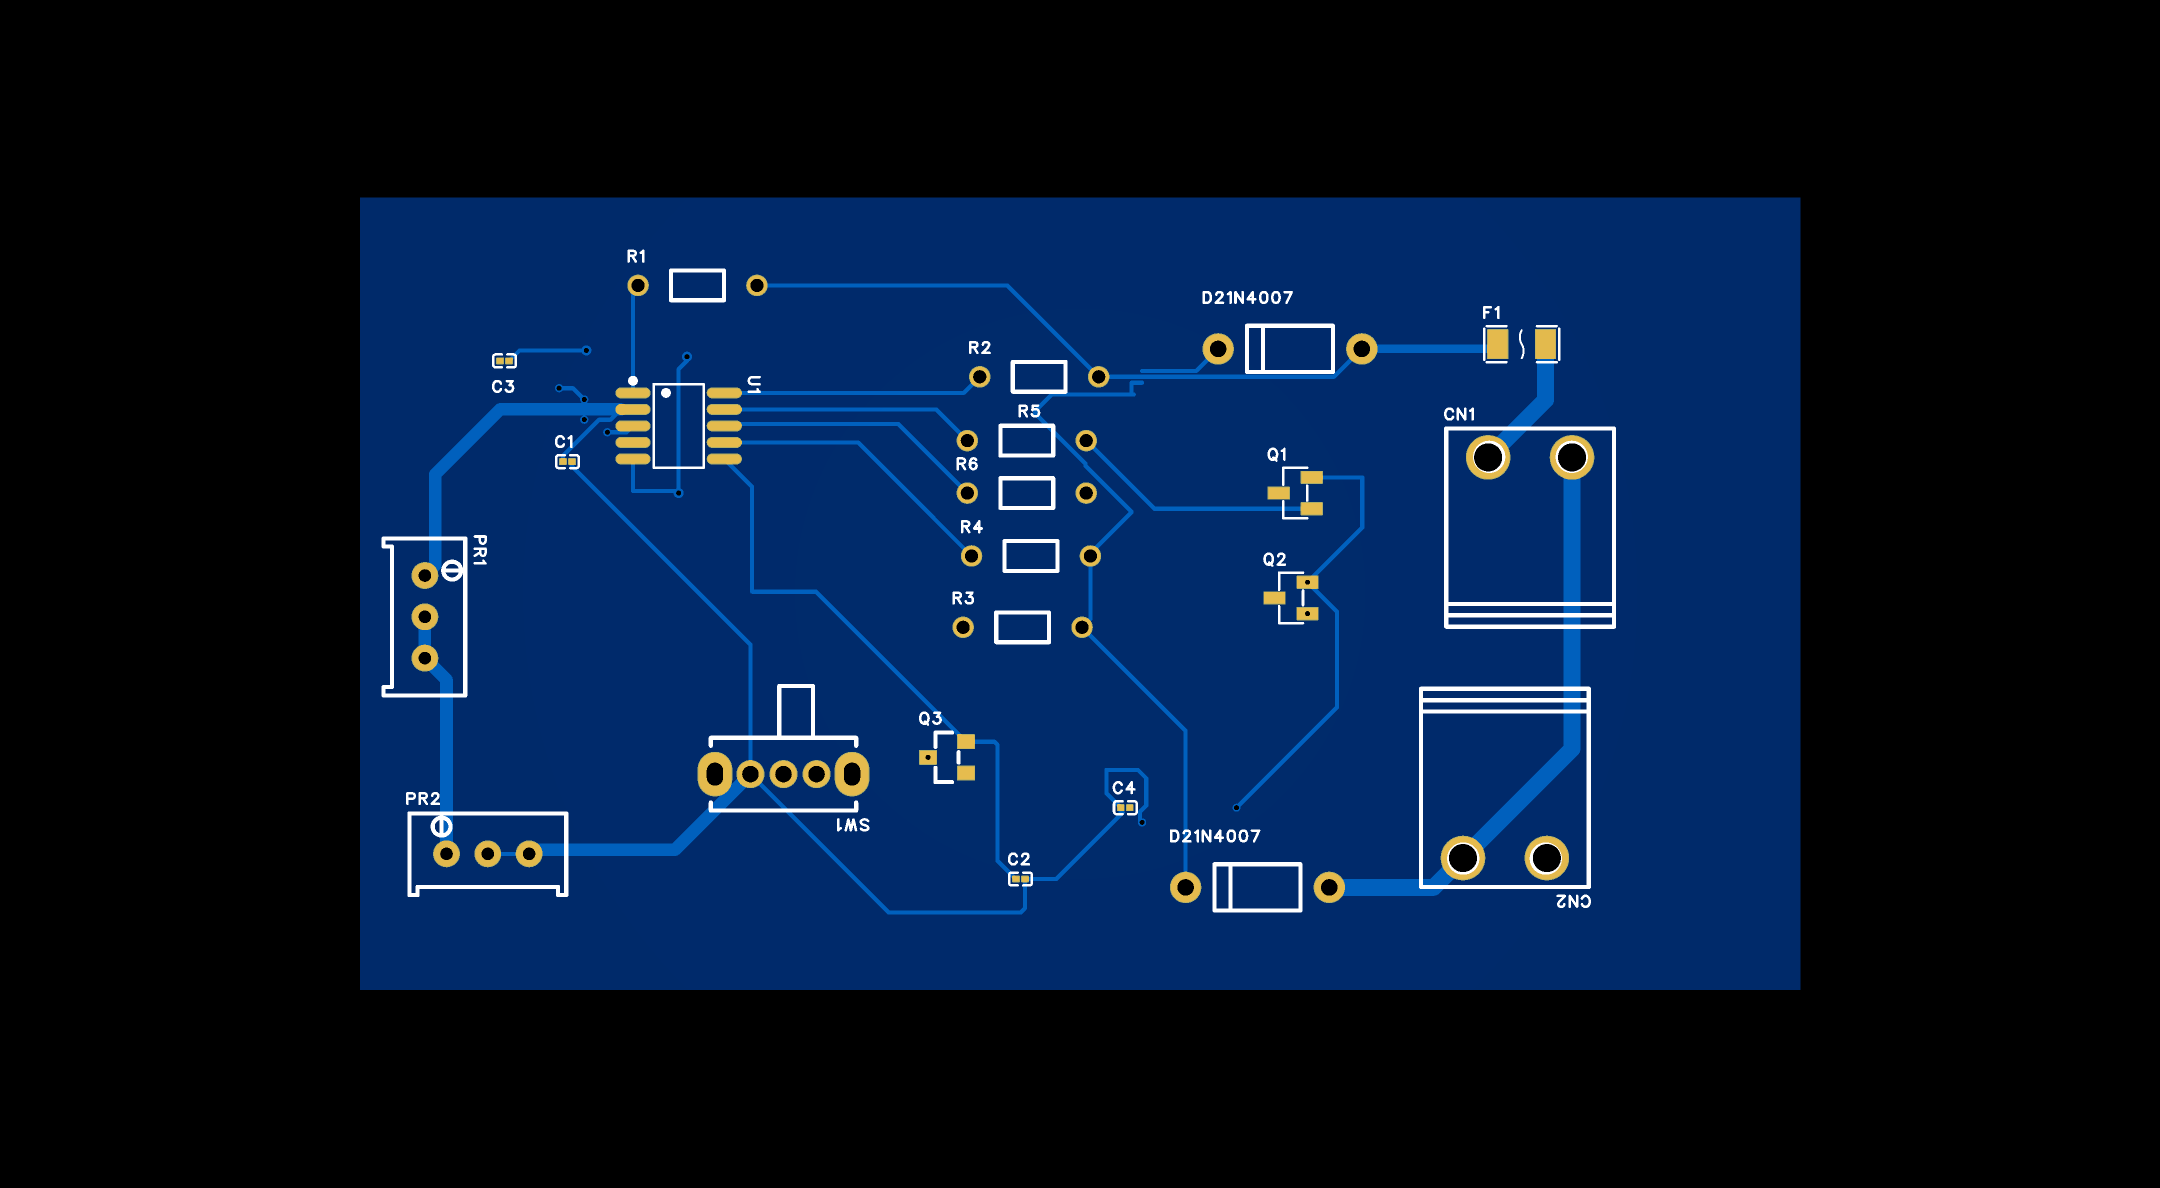 R1
D21N4007
F1
R2
C3
U1
R5
CN1
C1
Q1
R6
R4
PR1
Q2
R3
Q3
C4
PR2
SW1
D21N4007
C2
CN2